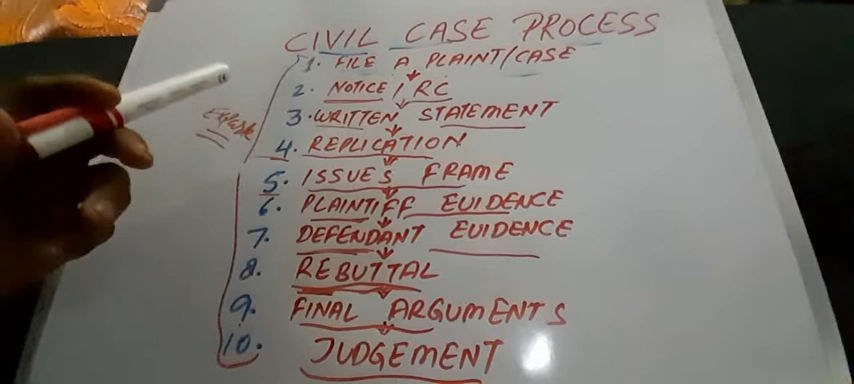 CIVIL CASE PROCESS
1. FILE A PLAINT/CASE
2. NOTICE / RC
3. WRITTEN STATEMENT
4. REPLICATION
5. ISSUES FRAME
6. PLAINTIFF EVIDENCE
7. DEFENDANT EVIDENCE
8. REBUTTAL
9. FINAL ARGUMENTS
10. JUDGEMENT